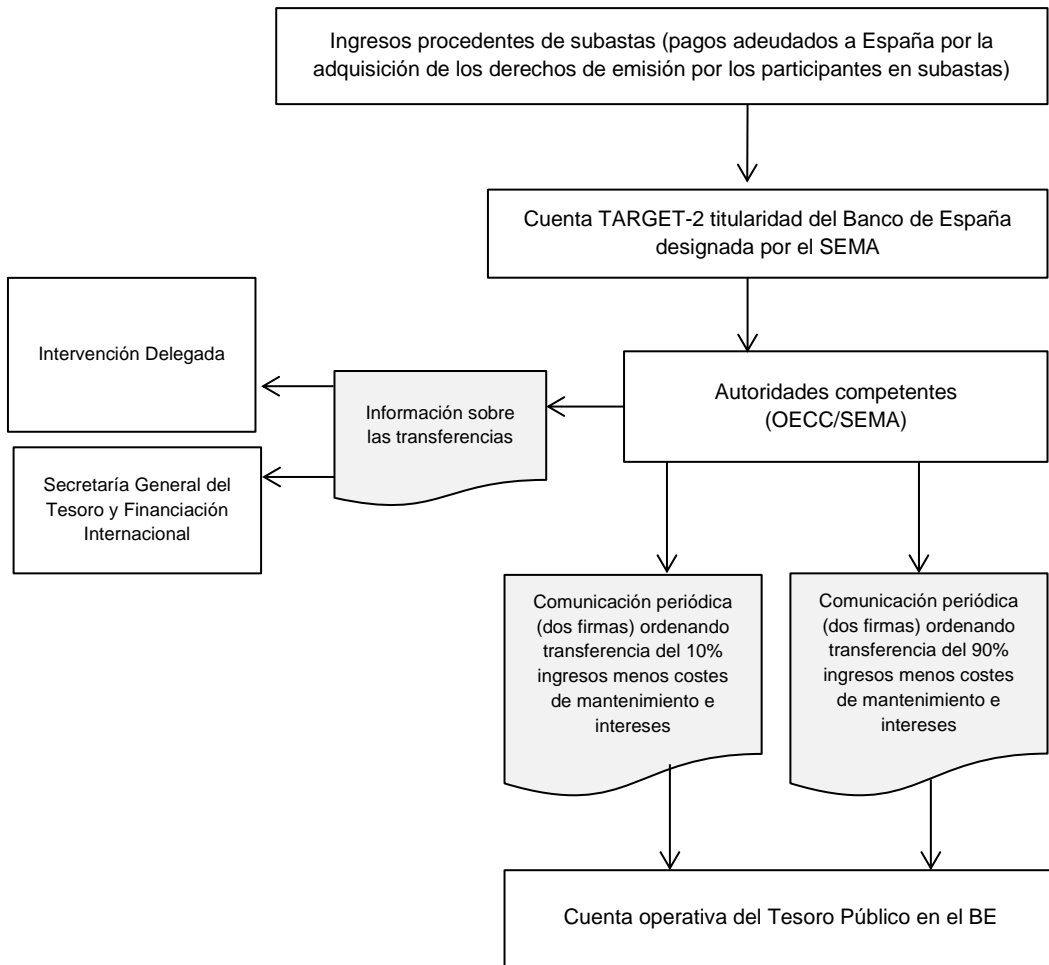 Ingresos procedentes de subastas (pagos adeudados a España por la
adquisición de los derechos de emisión por los participantes en subastas)
Cuenta TARGET-2 titularidad del Banco de España
designada por el SEMA
Intervención Delegada
Información sobre
las transferencias
Autoridades competentes
(OECC/SEMA)
Secretaría General del
Tesoro y Financiación
Internacional
Comunicación periódica
(dos firmas) ordenando
transferencia del 10%
ingresos menos costes
de mantenimiento e
intereses
Comunicación periódica
(dos firmas) ordenando
transferencia del 90%
ingresos menos costes
de mantenimiento e
intereses
Cuenta operativa del Tesoro Público en el BE